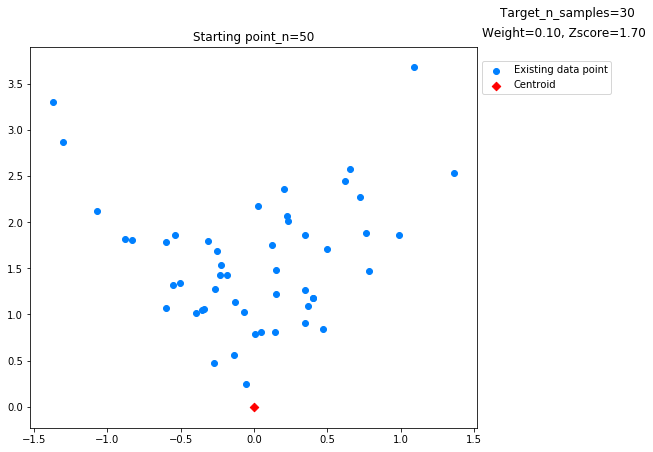 Target_n_samples=30
Weight=0.10, Zscore=1.70
Starting point_n=50
Existing data point
Centroid
3.5
3.0
2.5
2.0
1.5
1.0
0.5
0.0
−1.5 −1.0 −0.5 0.0 0.5 1.0 1.5